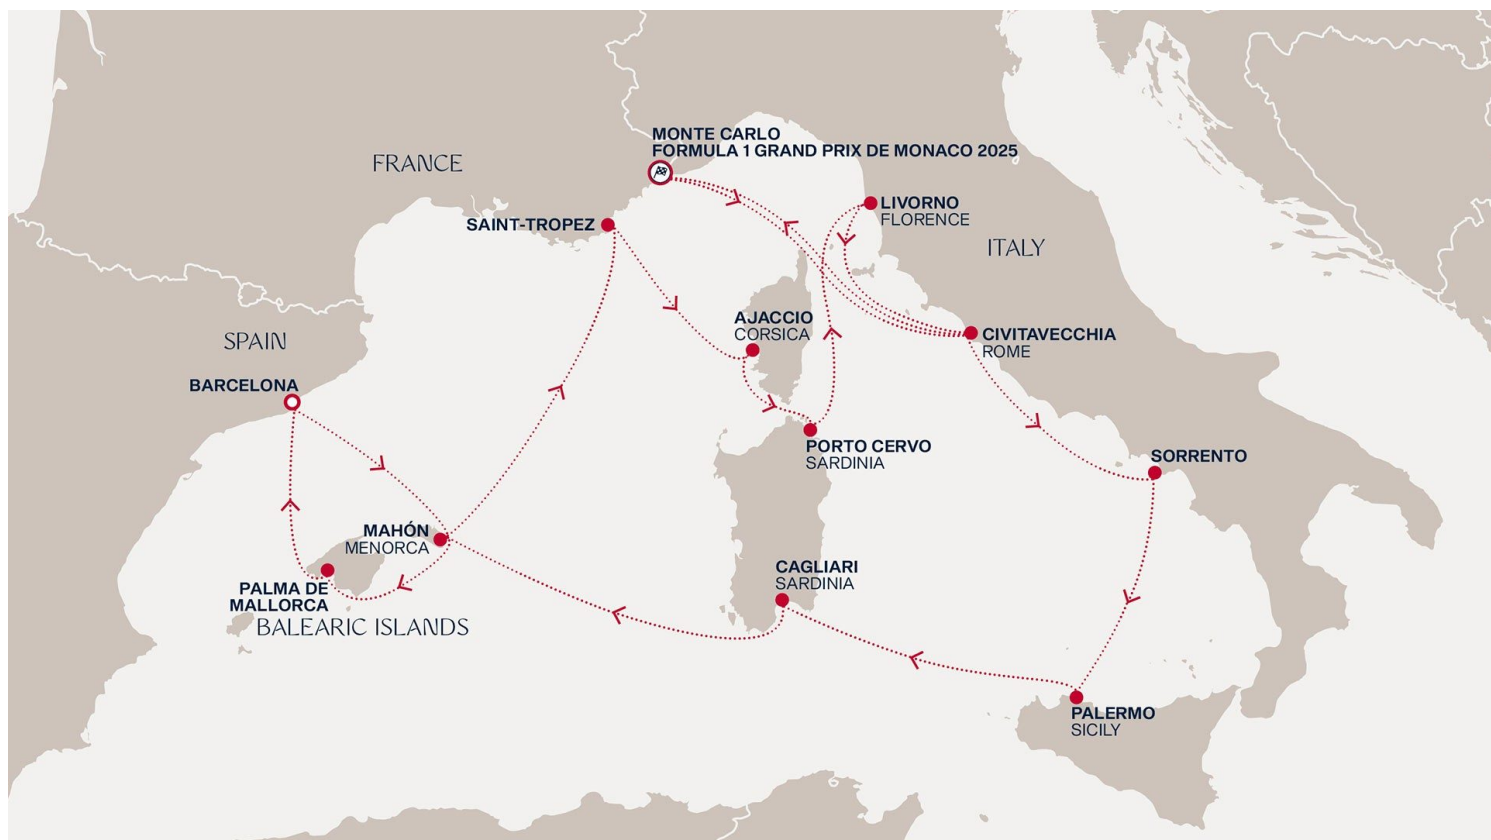 MONTE CARLO
FORMULA 1 GRAND PRIX DE MONACO 2025
FRANCE
LIVORNO
FLORENCE
SAINT-TROPEZ
ITALY
AJACCIO
CORSICA
SPAIN
CIVITAVECCHIA
ROME
BARCELONA
PORTO CERVO
SARDINIA
SORRENTO
MAHÓN
MENORCA
CAGLIARI
SARDINIA
PALMA DE
MALLORCA
BALEARIC ISLANDS
PALERMO
SICILY